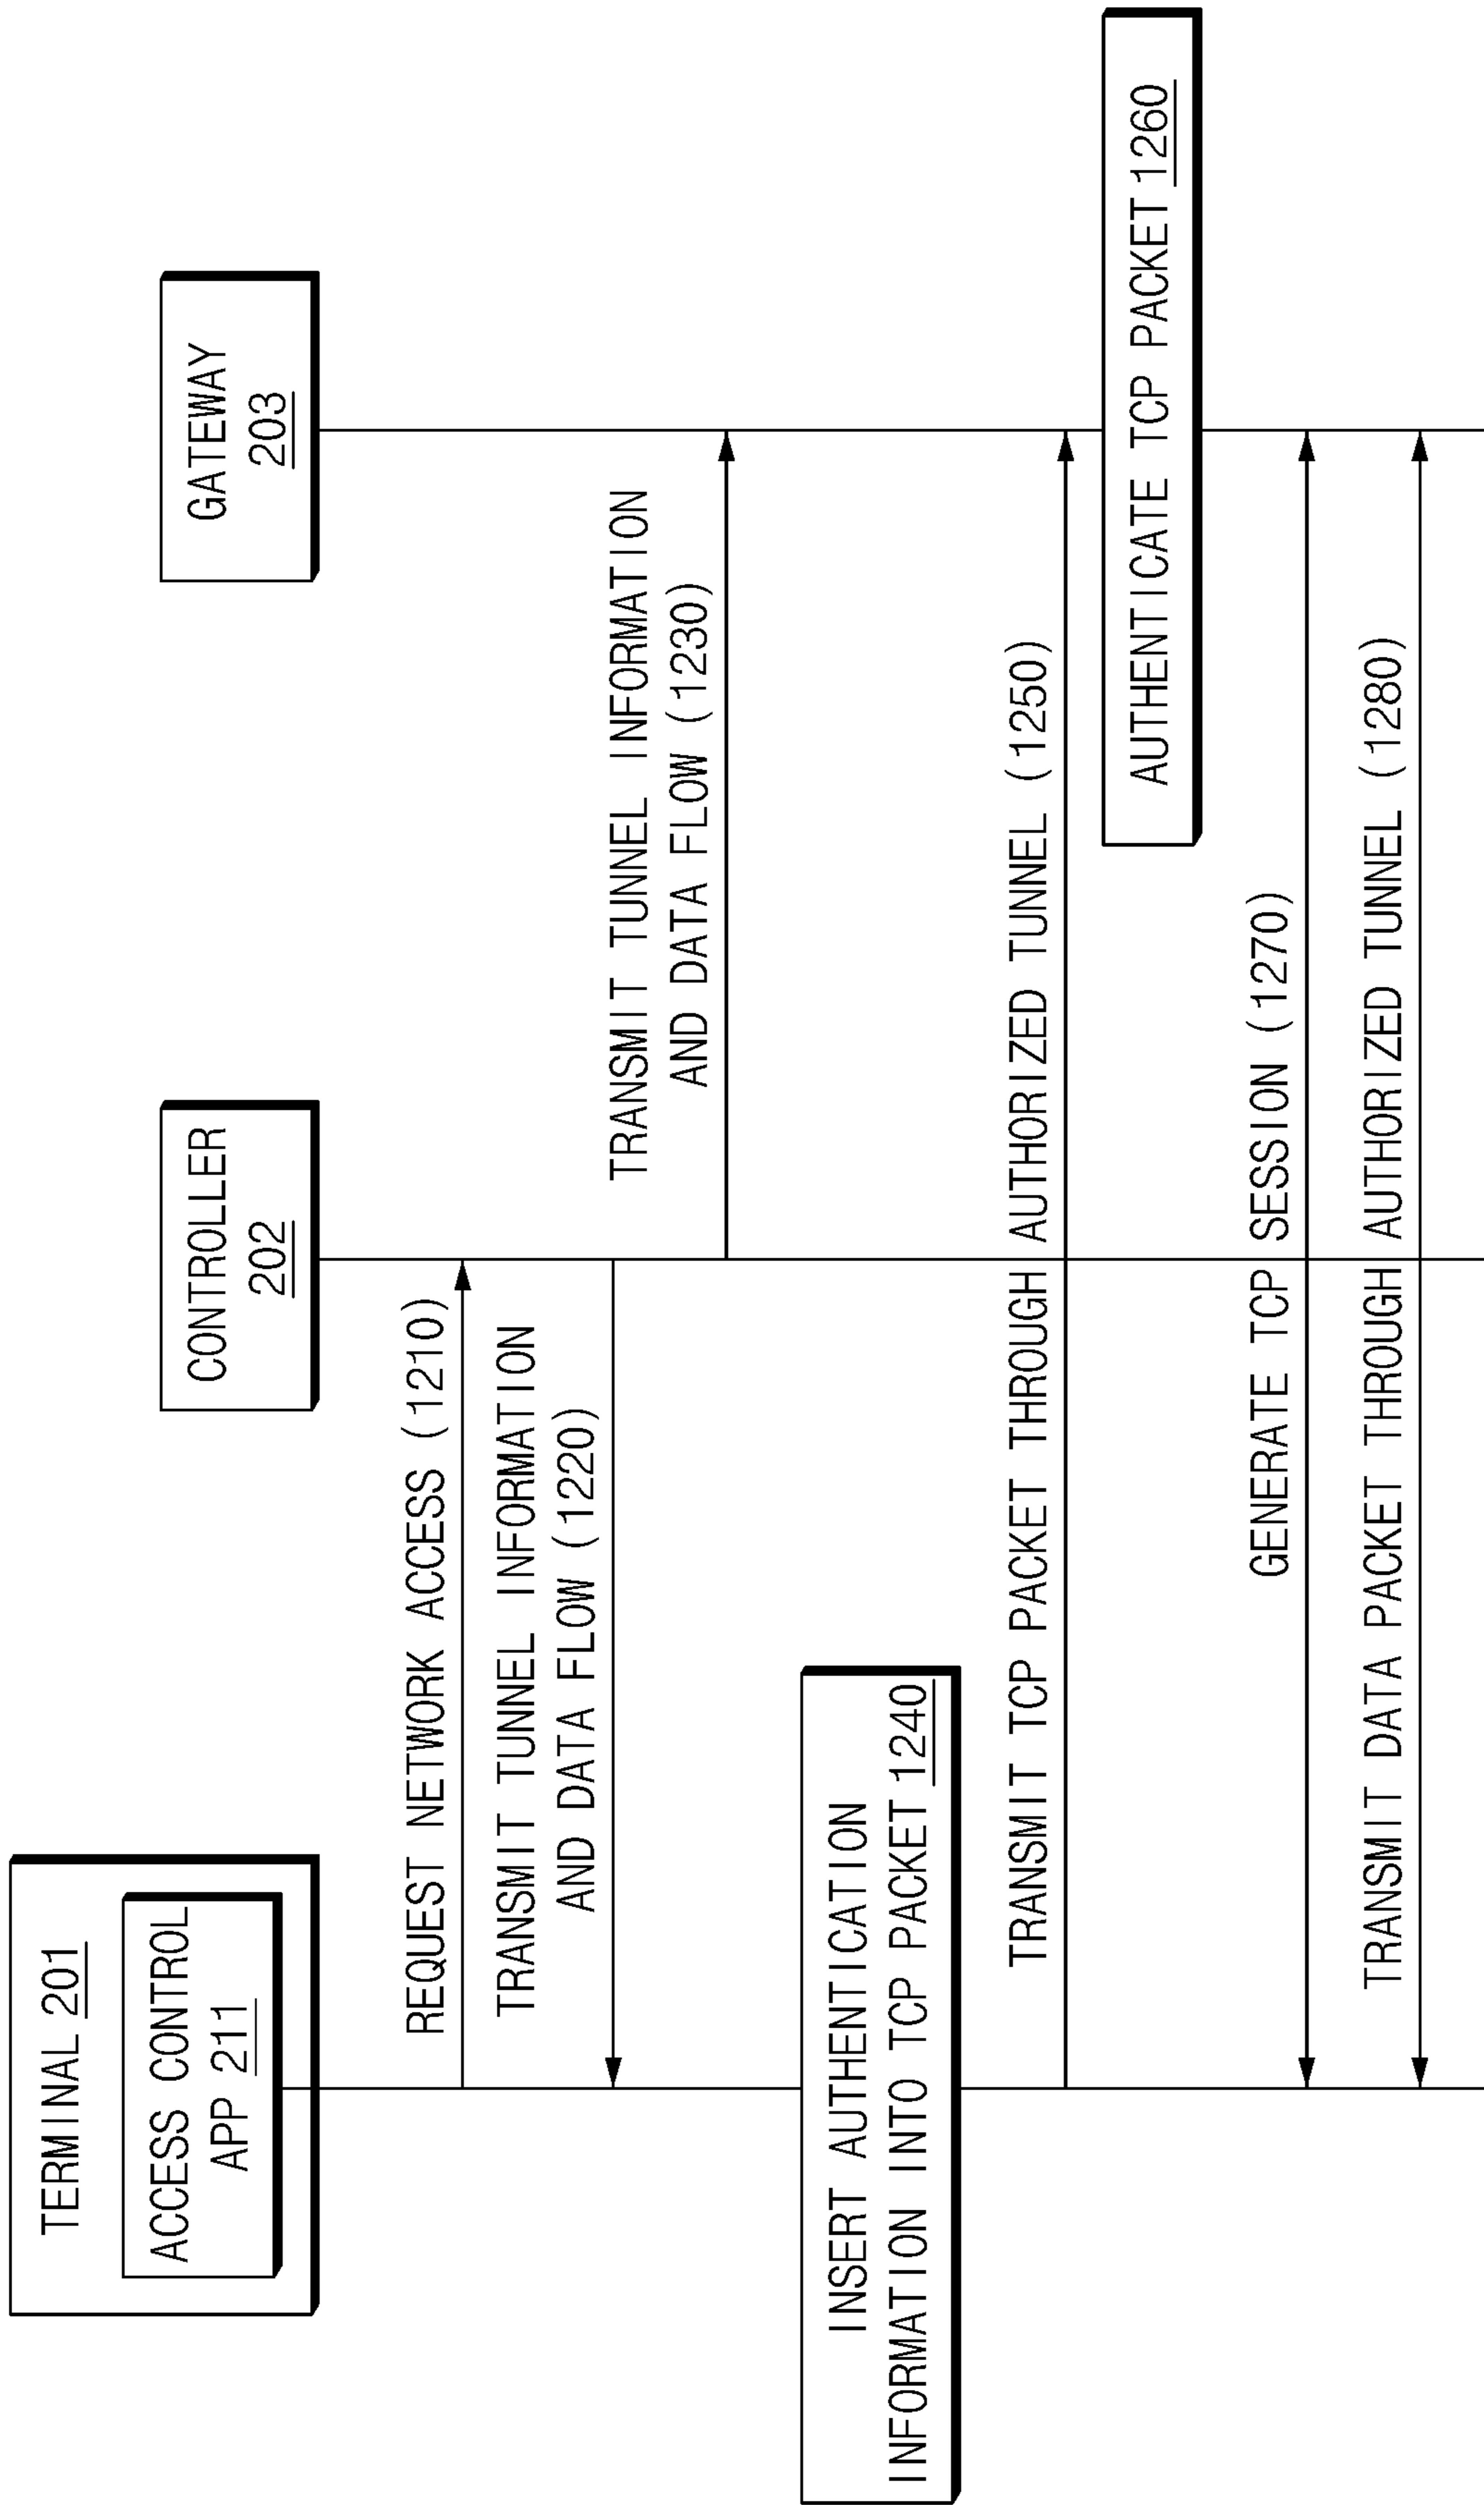 TERMINAL 201
ACCESS CONTROL
APP 211
CONTROLLER
202
GATEWAY
203
REQUEST NETWORK ACCESS (1210)
TRANSMIT TUNNEL INFORMATION
AND DATA FLOW (1220)
TRANSMIT TUNNEL INFORMATION
AND DATA FLOW (1230)
INSERT AUTHENTICATION
INFORMATION INTO TCP PACKET 1240
TRANSMIT TCP PACKET THROUGH AUTHORIZED TUNNEL (1250)
AUTHENTICATE TCP PACKET 1260
GENERATE TCP SESSION (1270)
TRANSMIT DATA PACKET THROUGH AUTHORIZED TUNNEL (1280)